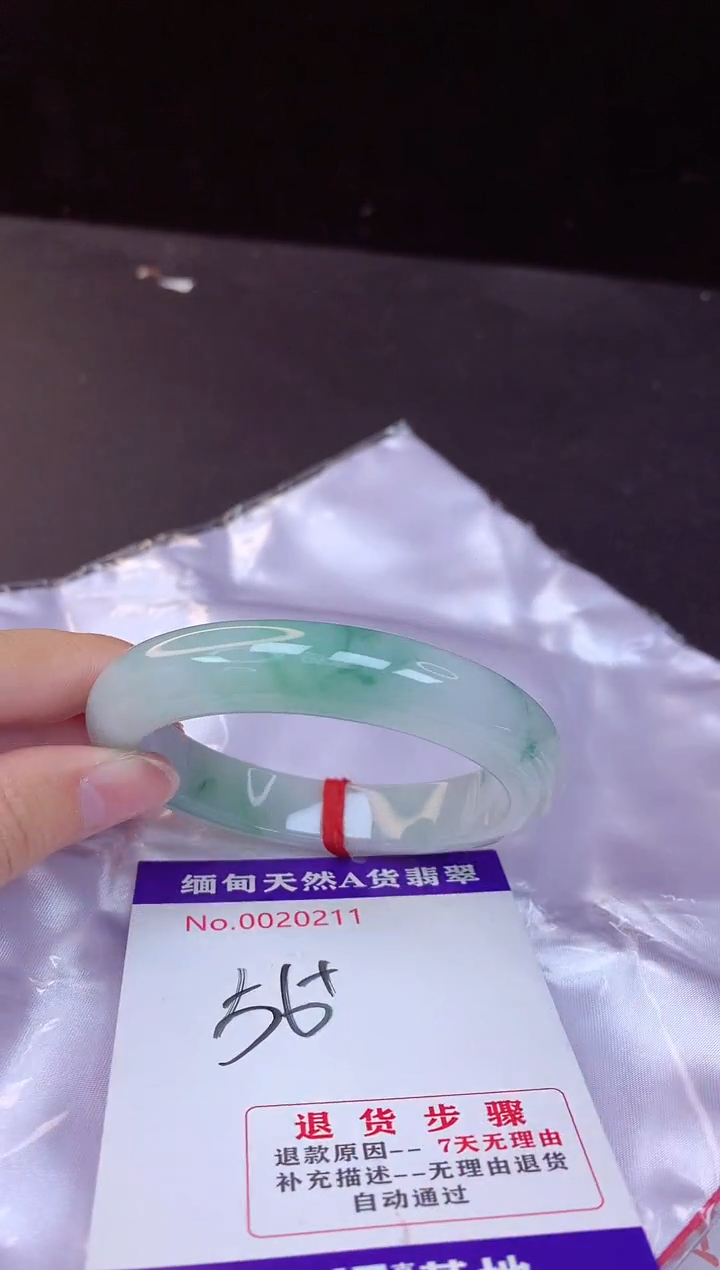 缅甸天然A货翡翠
No.0020211
56+
退货步骤
退款原因-- 7天无理由
补充描述--无理由退货
自动通过